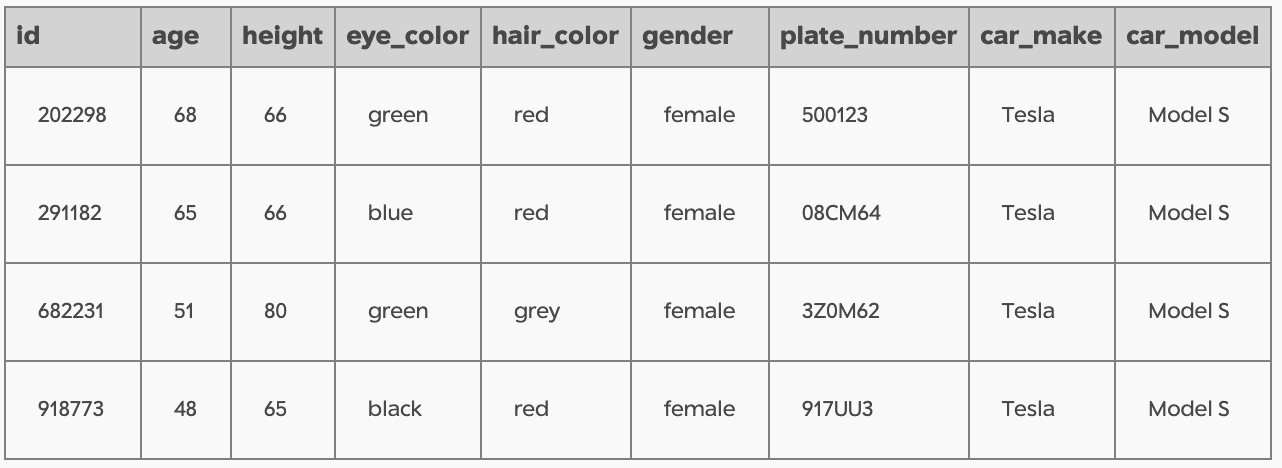 id age height eye_color hair_color gender plate_number car_make car_model
202298 68 66 green red female 500123 Tesla Model S
291182 65 66 blue red female 08CM64 Tesla Model S
682231 51 80 green grey female 3Z0M62 Tesla Model S
918773 48 65 black red female 917UU3 Tesla Model S